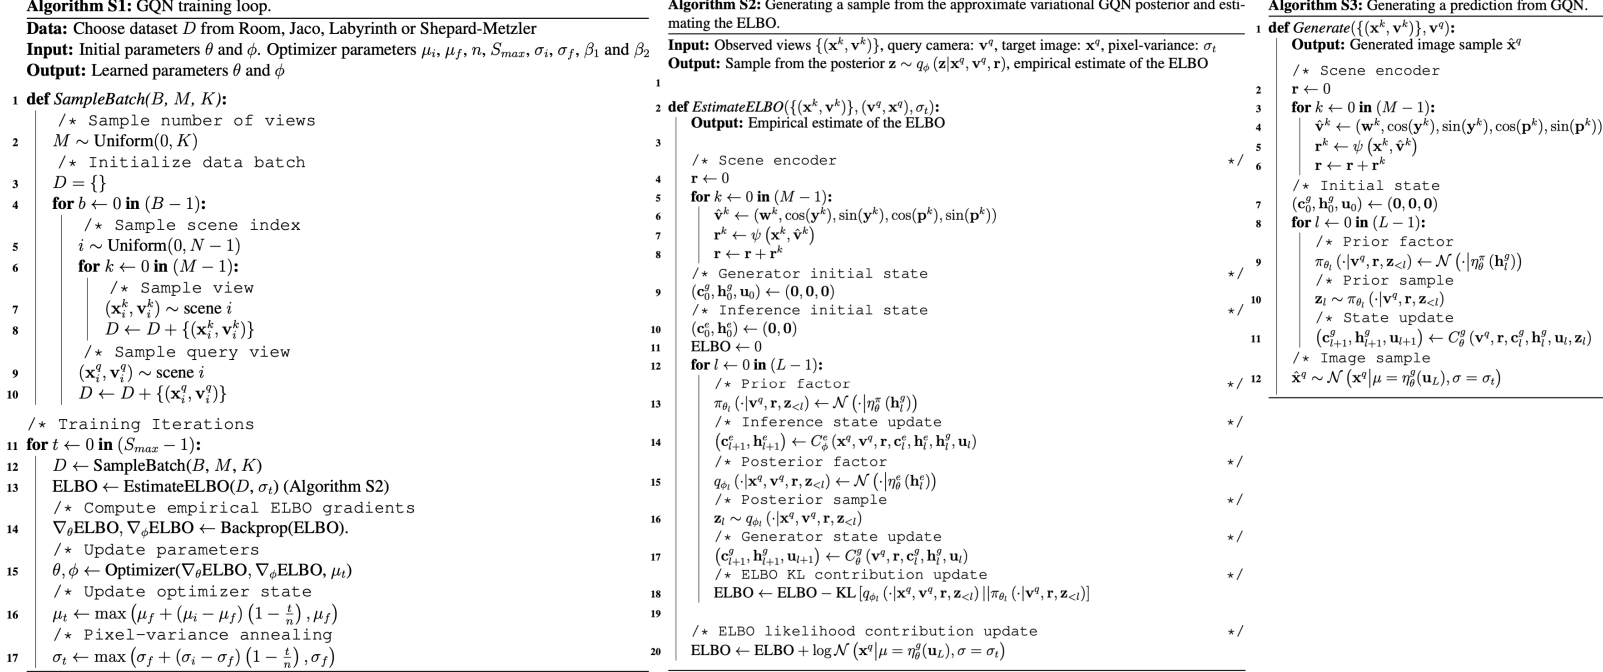 Algorithm S1: GQN training loop.
Data: Choose dataset D from Room, Jaco, Labyrinth or Shepard-Metzler
Input: Initial parameters θ and ϕ. Optimizer parameters μ_i, μ_f, n, S_max, σ_i, σ_f, β_1 and β_2
Output: Learned parameters θ and ϕ
1 def SampleBatch(B, M, K):
/* Sample number of views
2 M ∼ Uniform(0, K)
/* Initialize data batch
3 D = {}
4 for b ← 0 in (B − 1):
/* Sample scene index
5 i ∼ Uniform(0, N − 1)
6 for k ← 0 in (M − 1):
/* Sample view
7 (x_i^k, v_i^k) ∼ scene i
8 D ← D + {(x_i^k, v_i^k)}
/* Sample query view
9 (x_i^q, v_i^q) ∼ scene i
10 D ← D + {(x_i^q, v_i^q)}
/* Training Iterations
11 for t ← 0 in (S_max − 1):
12 D ← SampleBatch(B, M, K)
13 ELBO ← EstimateELBO(D, σ_t) (Algorithm S2)
/* Compute empirical ELBO gradients
14 ∇_θELBO, ∇_ϕELBO ← Backprop(ELBO).
/* Update parameters
15 θ, ϕ ← Optimizer(∇_θELBO, ∇_ϕELBO, μ_t)
/* Update optimizer state
16 μ_t ← max (μ_f + (μ_i − μ_f) (1 − t/n), μ_f)
/* Pixel-variance annealing
17 σ_t ← max (σ_f + (σ_i − σ_f) (1 − t/n), σ_f)
Algorithm S2: Generating a sample from the approximate variational GQN posterior and esti-
mating the ELBO.
Input: Observed views {(x^k, v^k)}, query camera: v^q, target image: x^q, pixel-variance: σ_t
Output: Sample from the posterior z ∼ q_ϕ (z|x^q, v^q, r), empirical estimate of the ELBO
1
2 def EstimateELBO({(x^k, v^k)}, (v^q, x^q), σ_t):
Output: Empirical estimate of the ELBO
3
/* Scene encoder */
4 r ← 0
5 for k ← 0 in (M − 1):
6 v̂^k ← (w^k, cos(y^k), sin(y^k), cos(p^k), sin(p^k))
7 r^k ← ψ (x^k, v̂^k)
8 r ← r + r^k
/* Generator initial state */
9 (c_0^g, h_0^g, u_0) ← (0, 0, 0)
/* Inference initial state */
10 (c_0^e, h_0^e) ← (0, 0)
11 ELBO ← 0
12 for l ← 0 in (L − 1):
/* Prior factor */
13 π_θ_l (·|v^q, r, z_<l) ← N (·|η_θ^π (h_l^g))
/* Inference state update */
14 (c_{l+1}^e, h_{l+1}^e) ← C_ϕ^e (x^q, v^q, r, c_l^e, h_l^e, h_l^g, u_l)
/* Posterior factor */
15 q_ϕ_l (·|x^q, v^q, r, z_<l) ← N (·|η_θ^e (h_l^e))
/* Posterior sample */
16 z_l ∼ q_ϕ_l (·|x^q, v^q, r, z_<l)
/* Generator state update */
17 (c_{l+1}^g, h_{l+1}^g, u_{l+1}) ← C_θ^g (v^q, r, c_l^g, h_l^g, u_l)
/* ELBO KL contribution update */
18 ELBO ← ELBO − KL [q_ϕ_l (·|x^q, v^q, r, z_<l) ||π_θ_l (·|v^q, r, z_<l)]
19
/* ELBO likelihood contribution update */
20 ELBO ← ELBO + log N (x^q|μ = η_θ^g(u_L), σ = σ_t)
Algorithm S3: Generating a prediction from GQN.
1 def Generate({(x^k, v^k)}, v^q):
Output: Generated image sample x̂^q
/* Scene encoder
2 r ← 0
3 for k ← 0 in (M − 1):
4 v̂^k ← (w^k, cos(y^k), sin(y^k), cos(p^k), sin(p^k))
5 r^k ← ψ (x^k, v̂^k)
6 r ← r + r^k
/* Initial state
7 (c_0^g, h_0^g, u_0) ← (0, 0, 0)
8 for l ← 0 in (L − 1):
/* Prior factor
9 π_θ_l (·|v^q, r, z_<l) ← N (·|η_θ^π (h_l^g))
/* Prior sample
10 z_l ∼ π_θ_l (·|v^q, r, z_<l)
/* State update
11 (c_{l+1}^g, h_{l+1}^g, u_{l+1}) ← C_θ^g (v^q, r, c_l^g, h_l^g, u_l, z_l)
/* Image sample
12 x̂^q ∼ N (x^q|μ = η_θ^g(u_L), σ = σ_t)